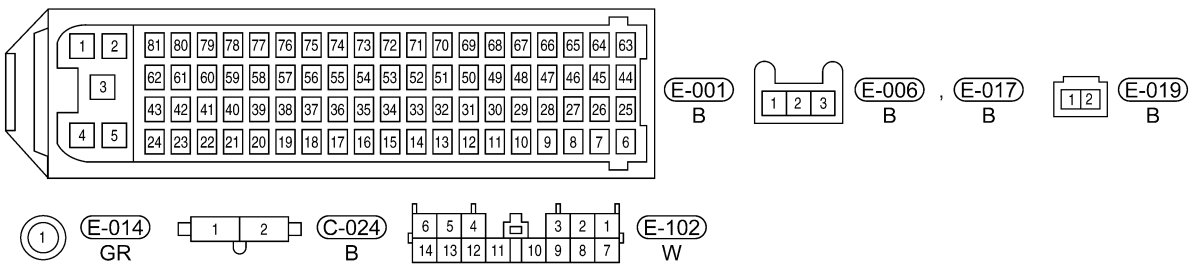 1 2 81 80 79 78 77 76 75 74 73 72 71 70 69 68 67 66 65 64 63
62 61 60 59 58 57 56 55 54 53 52 51 50 49 48 47 46 45 44
3
43 42 41 40 39 38 37 36 35 34 33 32 31 30 29 28 27 26 25
4 5 24 23 22 21 20 19 18 17 16 15 14 13 12 11 10 9 8 7 6
E-001
B
1 2 3
E-006 , E-017
B B
1 2
E-019
B
1
E-014
GR
1 2
C-024
B
6 5 4 3 2 1
14 13 12 11 10 9 8 7
E-102
W